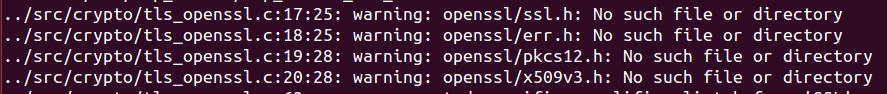 ../src/crypto/tls_openssl.c:17:25: warning: openssl/ssl.h: No such file or directory
../src/crypto/tls_openssl.c:18:25: warning: openssl/err.h: No such file or directory
../src/crypto/tls_openssl.c:19:28: warning: openssl/pkcs12.h: No such file or directory
../src/crypto/tls_openssl.c:20:28: warning: openssl/x509v3.h: No such file or directory